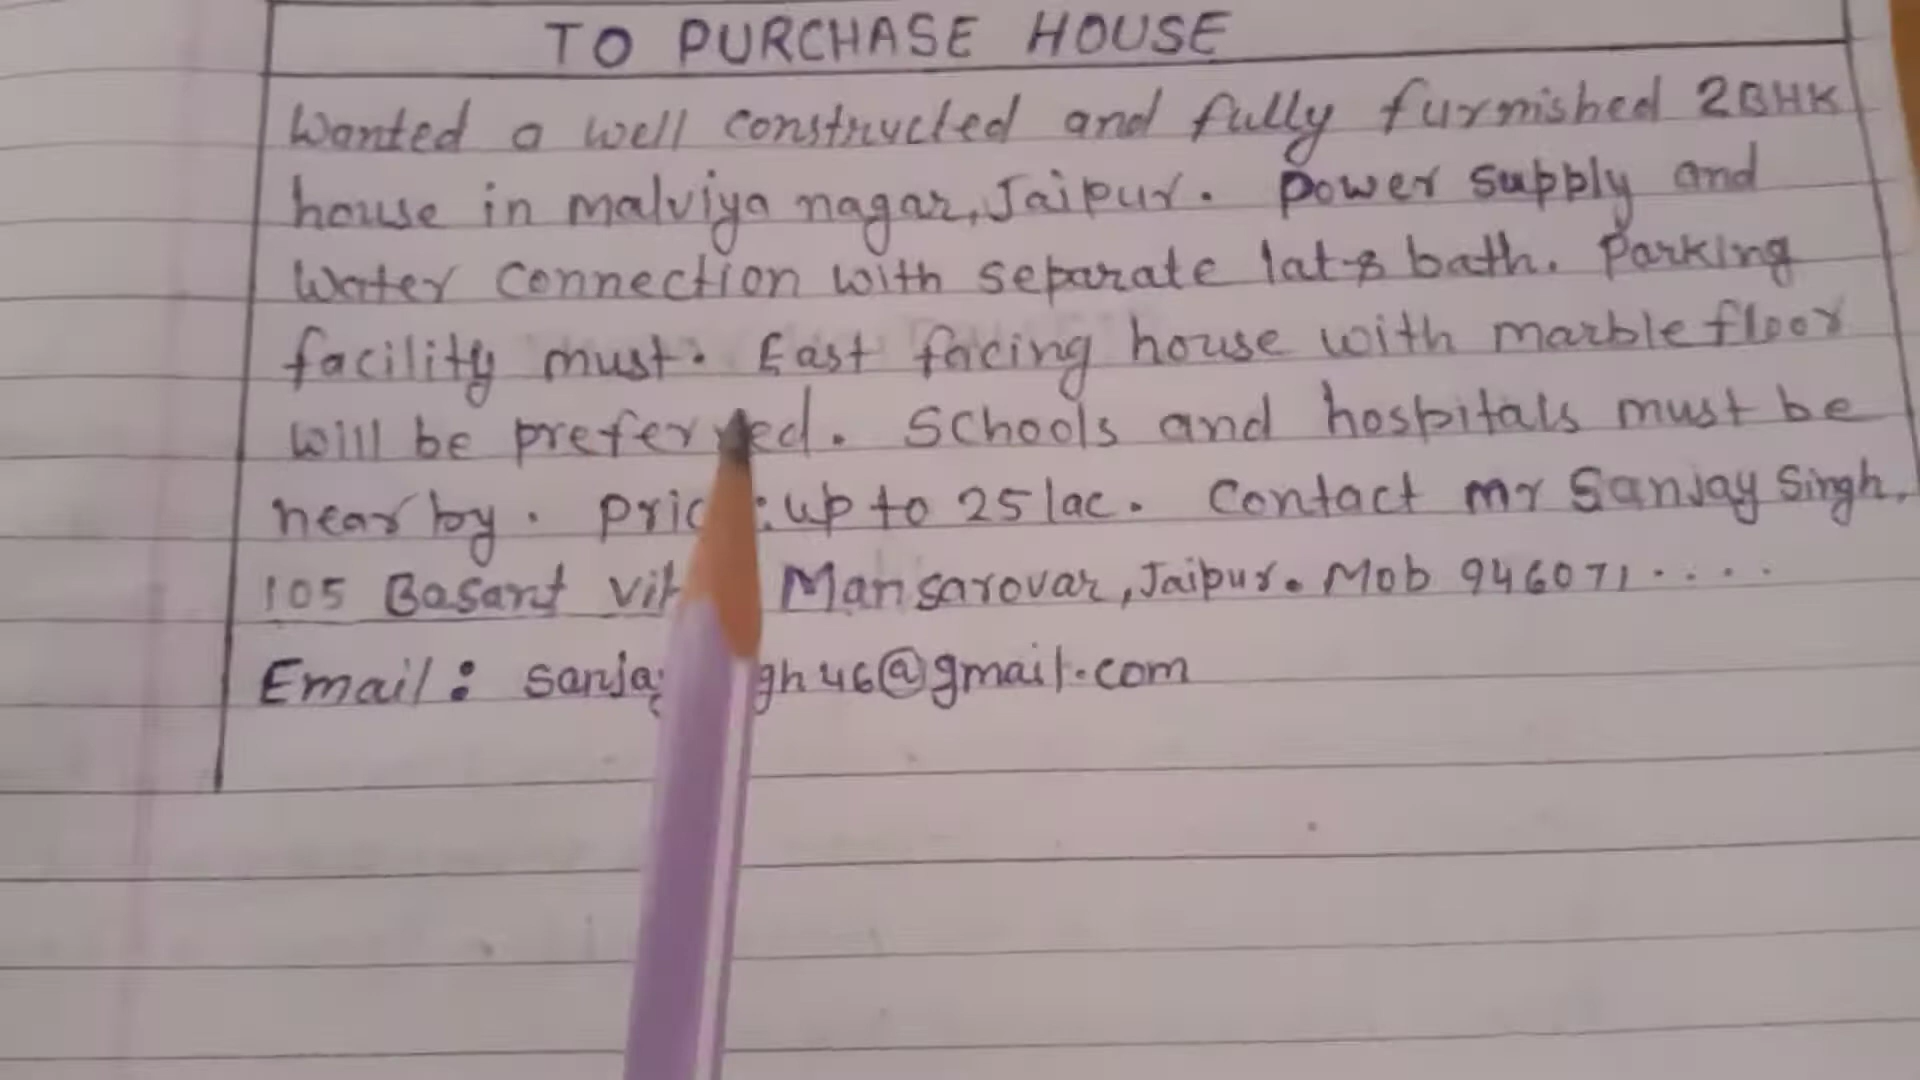 TO PURCHASE HOUSE
Wanted a well constructed and fully furnished 2BHK
house in malviya nagar, Jaipur. Power supply and
Water connection with separate lat & bath. Parking
facility must. East facing house with marble floor
will be preferred. Schools and hospitals must be
near by. : up to 25 lac. Contact Mr Sanjay Singh,
105 Basant Mansarovar, Jaipur. Mob 946071....
Email :